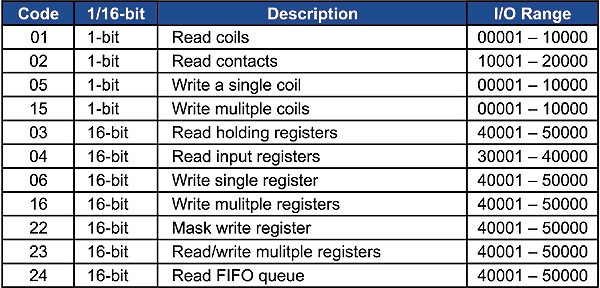 Code 1/16-bit Description I/O Range
01 1-bit Read coils 00001 – 10000
02 1-bit Read contacts 10001 – 20000
05 1-bit Write a single coil 00001 – 10000
15 1-bit Write mulitple coils 00001 – 10000
03 16-bit Read holding registers 40001 – 50000
04 16-bit Read input registers 30001 – 40000
06 16-bit Write single register 40001 – 50000
16 16-bit Write mulitple registers 40001 – 50000
22 16-bit Mask write register 40001 – 50000
23 16-bit Read/write mulitple registers 40001 – 50000
24 16-bit Read FIFO queue 40001 – 50000